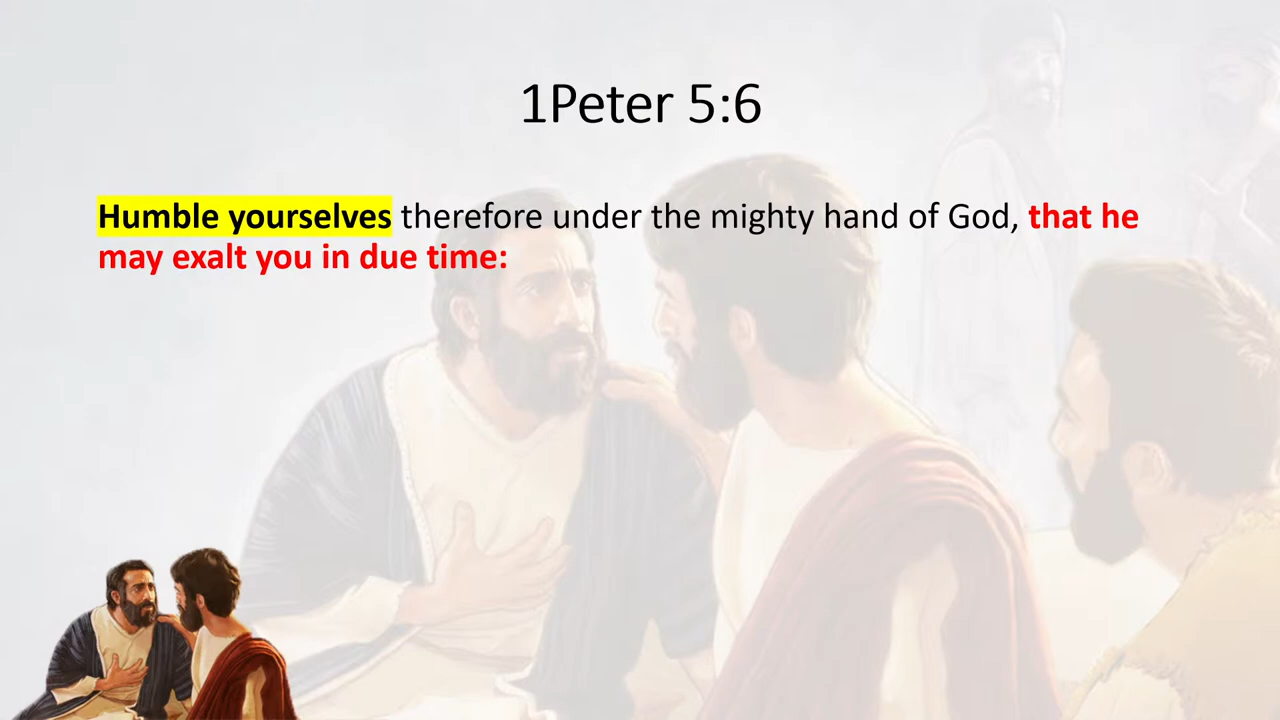 1Peter 5:6
Humble yourselves therefore under the mighty hand of God, that he
may exalt you in due time: